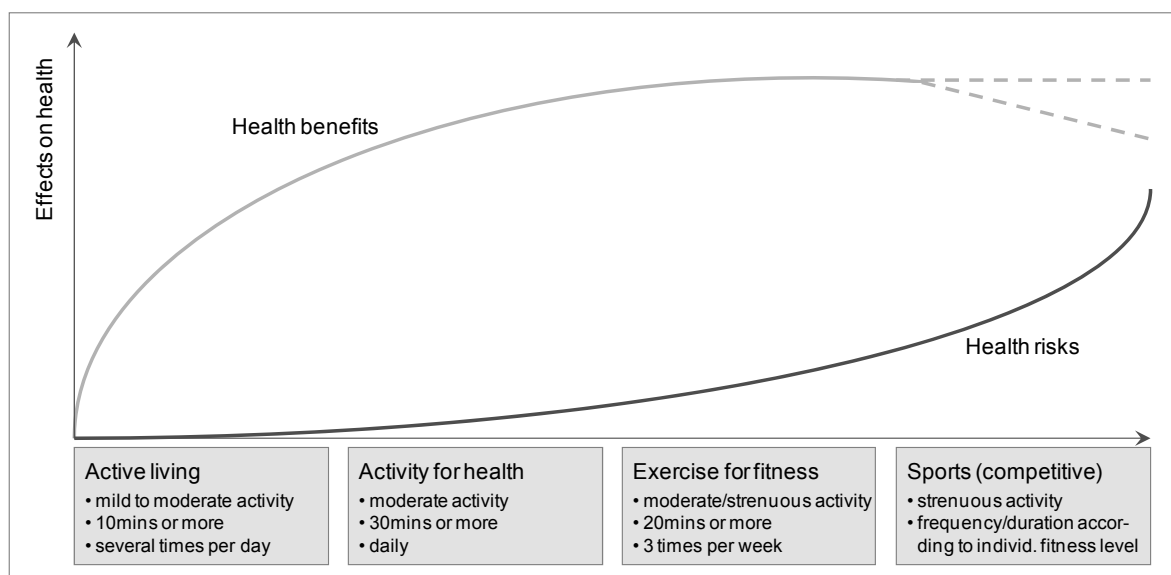 Effects on health
Health benefits
Health risks
Active living
• mild to moderate activity
• 10mins or more
• several times per day
Activity for health
• moderate activity
• 30mins or more
• daily
Exercise for fitness
• moderate/strenuous activity
• 20mins or more
• 3 times per week
Sports (competitive)
• strenuous activity
• frequency/duration accor-
ding to individ. fitness level